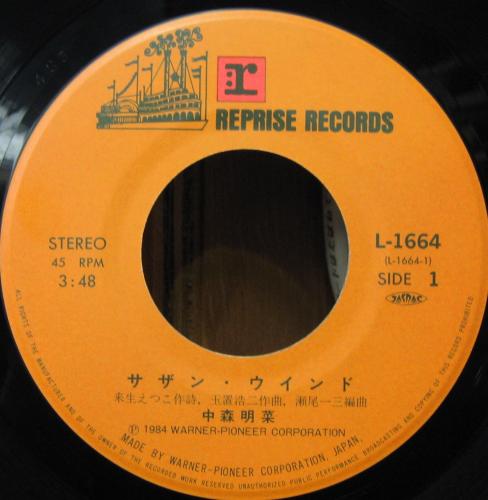 r
REPRISE RECORDS
STEREO
45 RPM
3:48
L-1664
(L-1664-1)
SIDE 1
JASRAC
サザン・ウインド
来生えつこ作詩, 玉置浩二作曲, 瀬尾一三編曲
中森明菜
Ⓟ 1984 WARNER-PIONEER CORPORATION
MADE BY WARNER-PIONEER CORPORATION, JAPAN.
ALL RIGHTS OF THE MANUFACTURER AND OF THE OWNER OF THE RECORDED WORK RESERVED UNAUTHORIZED PUBLIC PERFORMANCE BROADCASTING AND COPYING OF THIS RECORD PROHIBITED